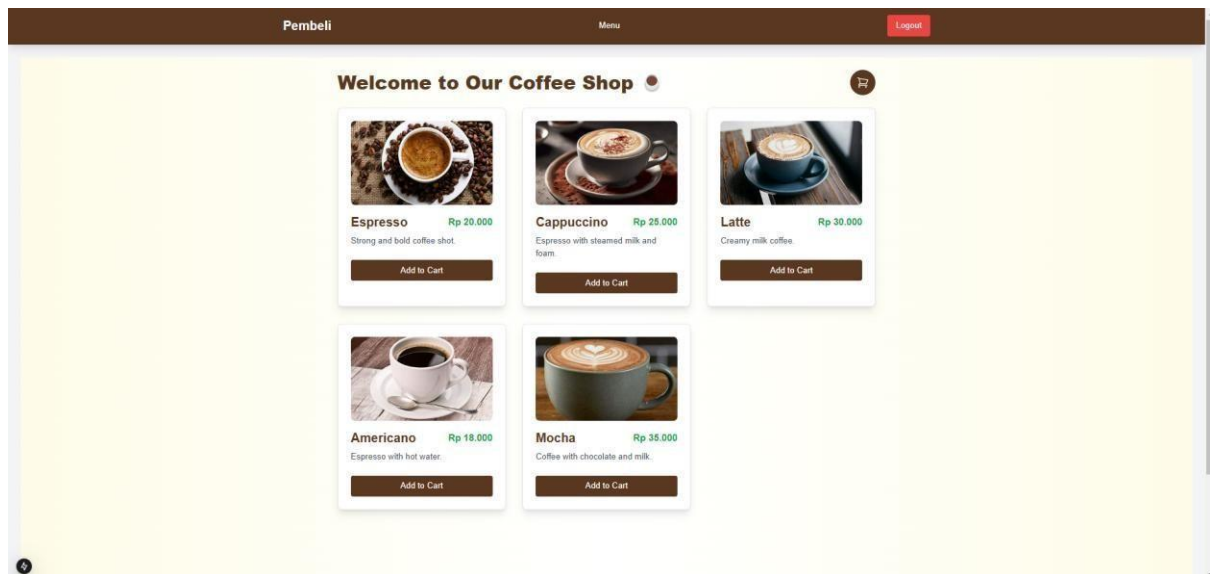 Pembeli
Menu
Logout
Welcome to Our Coffee Shop
Espresso
Rp 20.000
Strong and bold coffee shot.
Add to Cart
Cappuccino
Rp 25.000
Espresso with steamed milk and
foam.
Add to Cart
Latte
Rp 30.000
Creamy milk coffee.
Add to Cart
Americano
Rp 18.000
Espresso with hot water.
Add to Cart
Mocha
Rp 35.000
Coffee with chocolate and milk.
Add to Cart